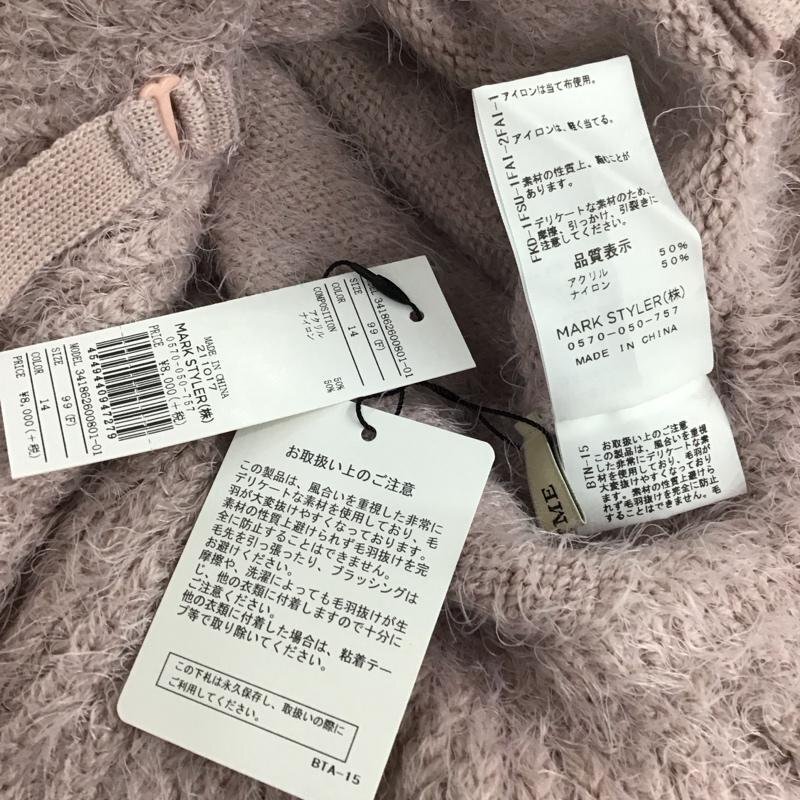 MODEL 341862600801-01
SIZE 99(F)
COLOR 14
COMPOSITION
アクリル 50%
ナイロン 50%
MADE IN CHINA
211017
MARK STYLER(株)
0570-050-757
PRICE ¥8,000(+税)
4549446947279
MODEL 341862600801-01
SIZE 99(F)
COLOR 14
PRICE ¥8,000(+税)
お取扱い上のご注意
この製品は、風合いを重視した非常に
デリケートな素材を使用しており、毛
羽が大変抜けやすくなっております。
素材の性質上避けられず毛羽抜けを完
全に防止することはできません。
毛先を引っ張ったり、ブラッシングは
お避けください。
摩擦や、洗濯によっても毛羽抜けが生
じ、他の衣類に付着しますので十分に
ご注意ください。
他の衣類に付着した場合は、粘着テー
プ等で取り除いてください。
この下札は永久保存し、取扱いの際に
ご利用してください。
BTA-15
FKO-1FSU-1FAI-2FAI-1
アイロンは当て布使用。
アイロンは、軽く当てる。
素材の性質上、
あります。
デリケートな素材のため、
摩擦、引っかけ、引裂きに
注意してください。
品質表示
アクリル 50%
ナイロン 50%
MARK STYLER(株)
0570-050-757
MADE IN CHINA
BTN-15
お取扱い上のご注意
この製品は、風合いを重視
した非常にデリケートな素
材を使用しており、毛羽が
大変抜けやすくなっており
ます。素材の性質上避けら
れず毛羽抜けを完全に防止
することはできません。毛
ME